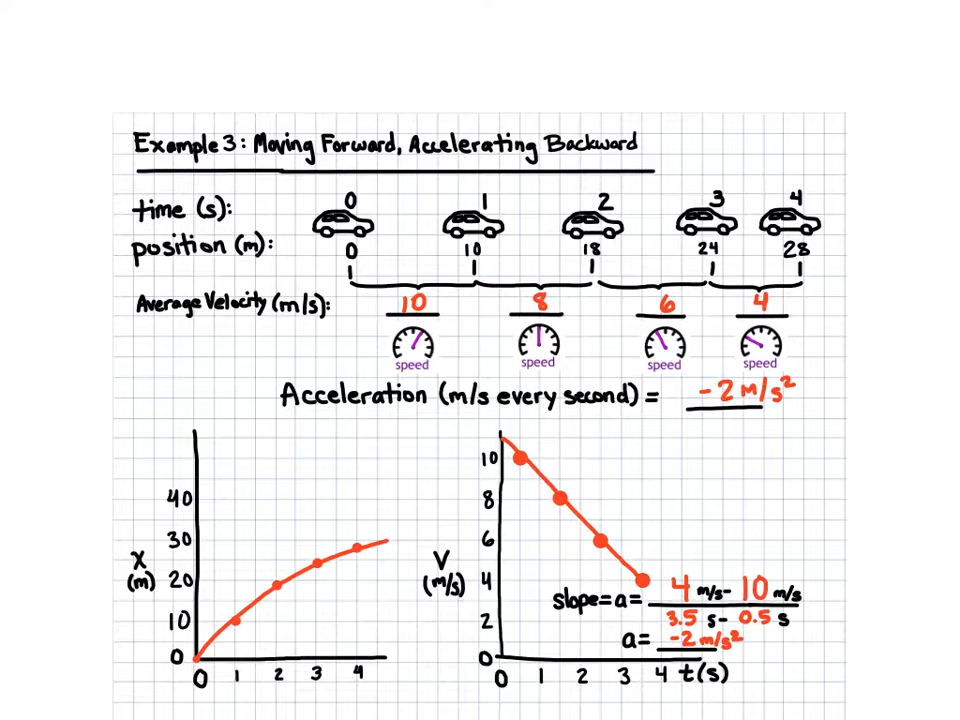 Example 3: Moving Forward, Accelerating Backward
time (s): 0 1 2 3 4
position (m): 0 10 18 24 28
Average Velocity (m/s): 10 8 6 4
speed speed speed speed
Acceleration (m/s every second) = -2 m/s²
X
(m)
40
30
20
10
0
0 1 2 3 4
V
(m/s)
10
8
6
4
2
0
0 1 2 3 4 t(s)
slope = a = 4 m/s - 10 m/s
3.5 s - 0.5 s
a = -2 m/s²